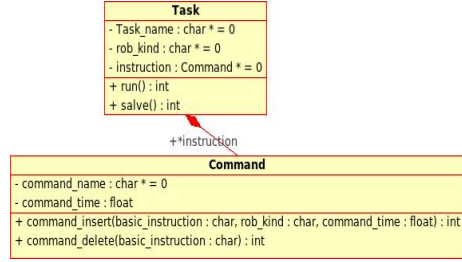 Task
- Task_name : char * = 0
- rob_kind : char * = 0
- instruction : Command * = 0
+ run() : int
+ salve() : int
+*instruction
Command
- command_name : char * = 0
- command_time : float
+ command_insert(basic_instruction : char, rob_kind : char, command_time : float) : int
+ command_delete(basic_instruction : char) : int